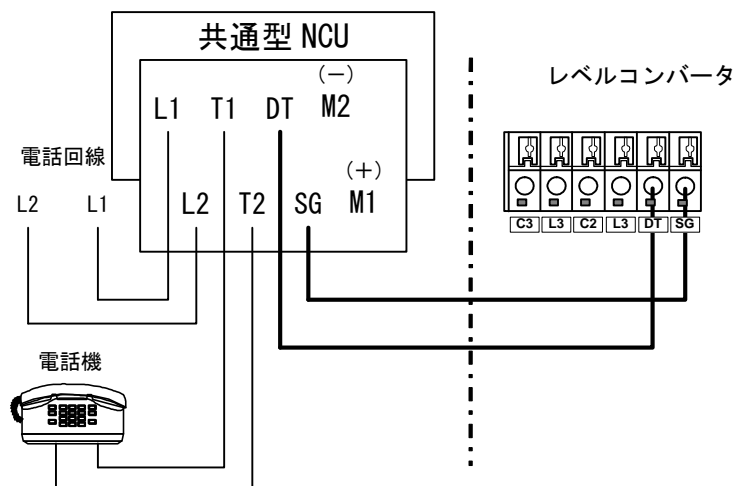 共通型 NCU
レベルコンバータ
(−)
L1 T1 DT M2
電話回線
(+)
L2 L1
L2 T2 SG M1
C3 L3 C2 L3 DT SG
電話機